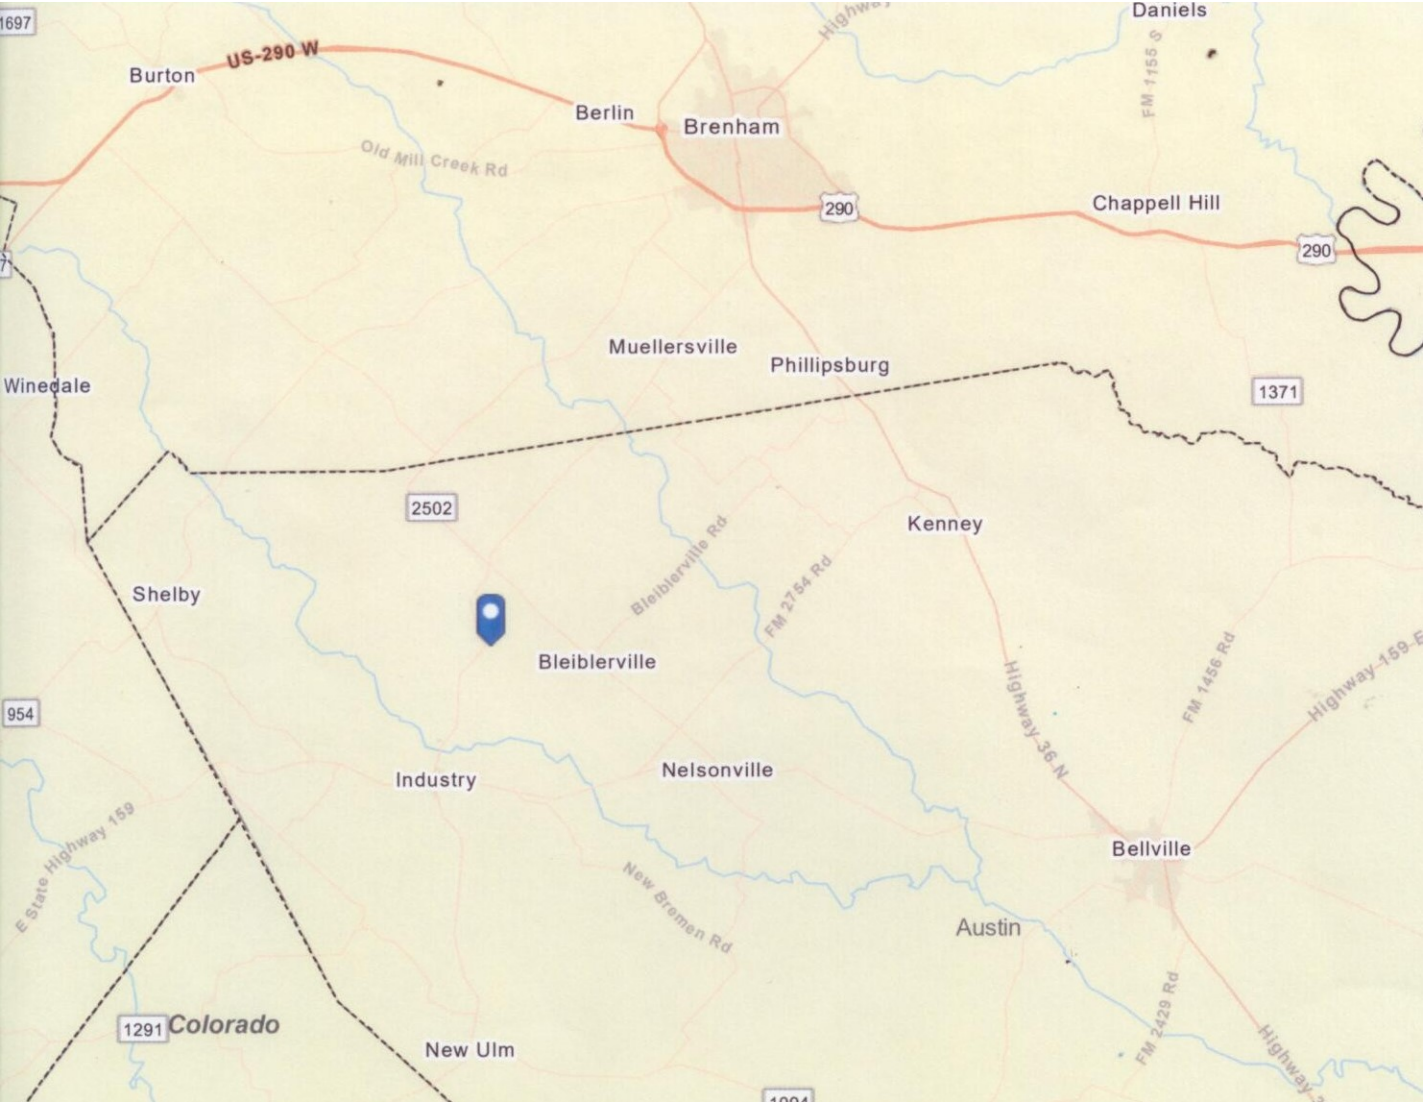 Daniels
1697
Highway
US-290 W
FM 1155 S
Burton
Berlin
Brenham
Old Mill Creek Rd
Chappell Hill
290
290
Muellersville
Phillipsburg
Winedale
1371
2502
Kenney
Bleiblerville Rd
FM 2754 Rd
Shelby
Bleiblerville
FM 1456 Rd
Highway 159 E
954
Highway 36 N
Industry
Nelsonville
E State Highway 159
Bellville
New Bremen Rd
Austin
FM 2429 Rd
1291
Colorado
New Ulm
Highway